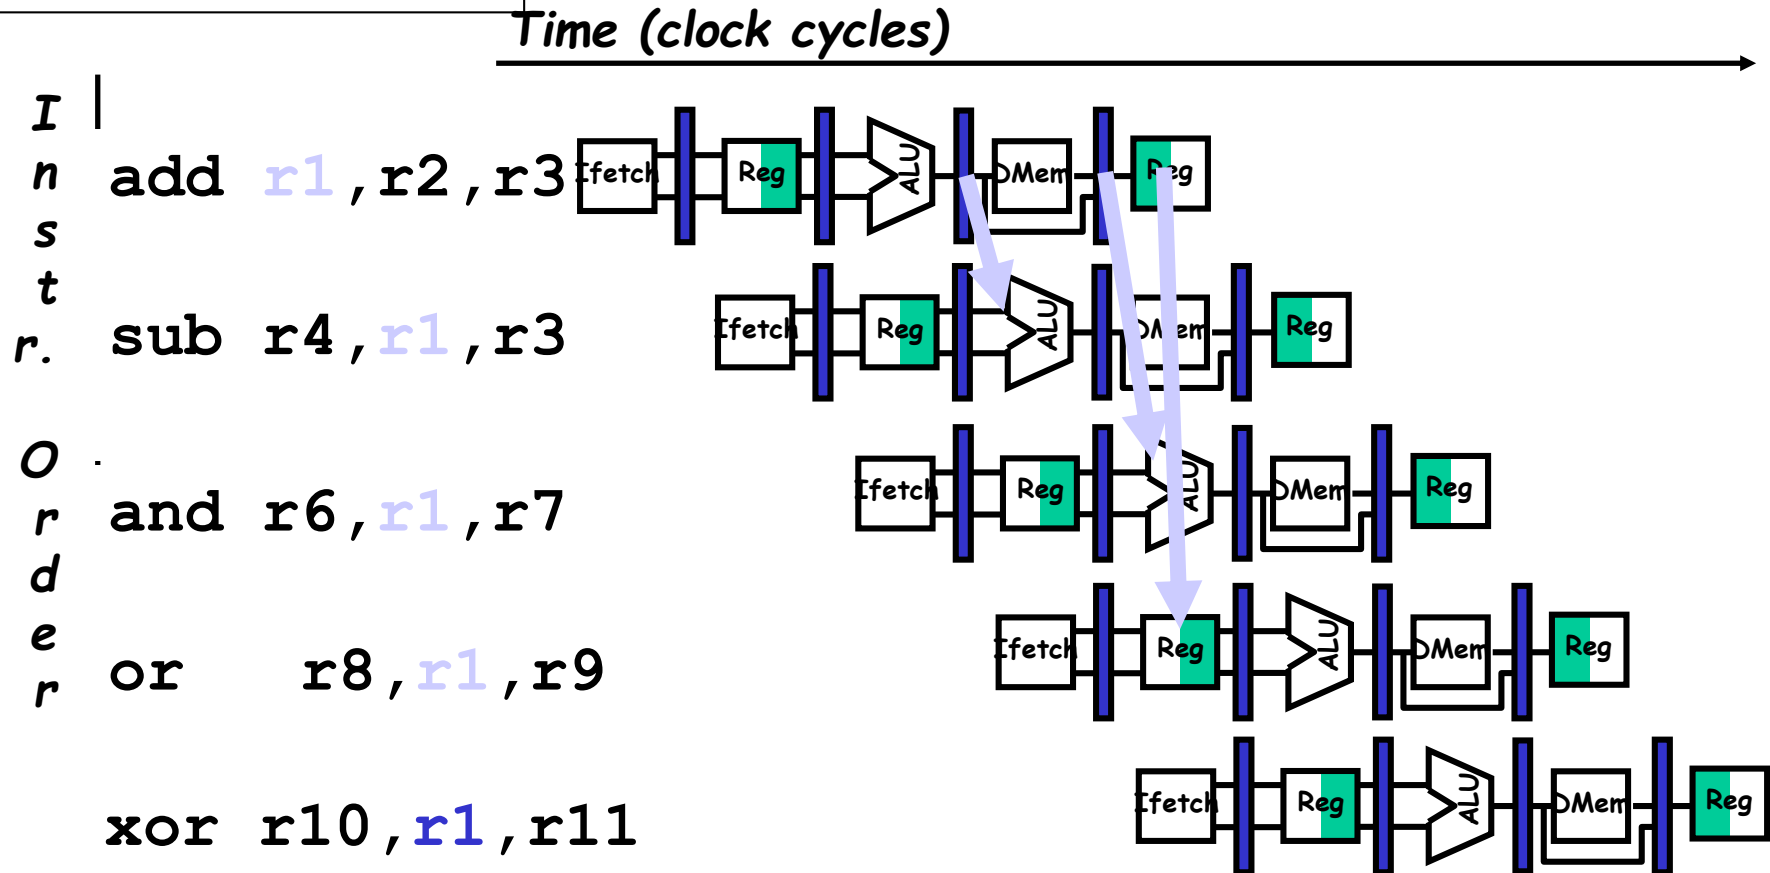 Time (clock cycles)
Instr. Order
add r1,r2,r3
Ifetch Reg ALU DMem Reg
sub r4,r1,r3
Ifetch Reg ALU DMem Reg
and r6,r1,r7
Ifetch Reg ALU DMem Reg
or r8,r1,r9
Ifetch Reg ALU DMem Reg
xor r10,r1,r11
Ifetch Reg ALU DMem Reg